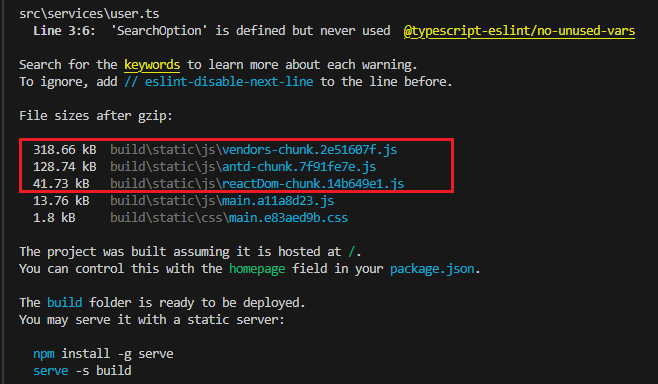 src\services\user.ts
Line 3:6: 'SearchOption' is defined but never used @typescript-eslint/no-unused-vars
Search for the keywords to learn more about each warning.
To ignore, add // eslint-disable-next-line to the line before.
File sizes after gzip:
318.66 kB build\static\js\vendors-chunk.2e51607f.js
128.74 kB build\static\js\antd-chunk.7f91fe7e.js
41.73 kB build\static\js\reactDom-chunk.14b649e1.js
13.76 kB build\static\js\main.a11a8d23.js
1.8 kB build\static\css\main.e83aed9b.css
The project was built assuming it is hosted at /.
You can control this with the homepage field in your package.json.
The build folder is ready to be deployed.
You may serve it with a static server:
npm install -g serve
serve -s build